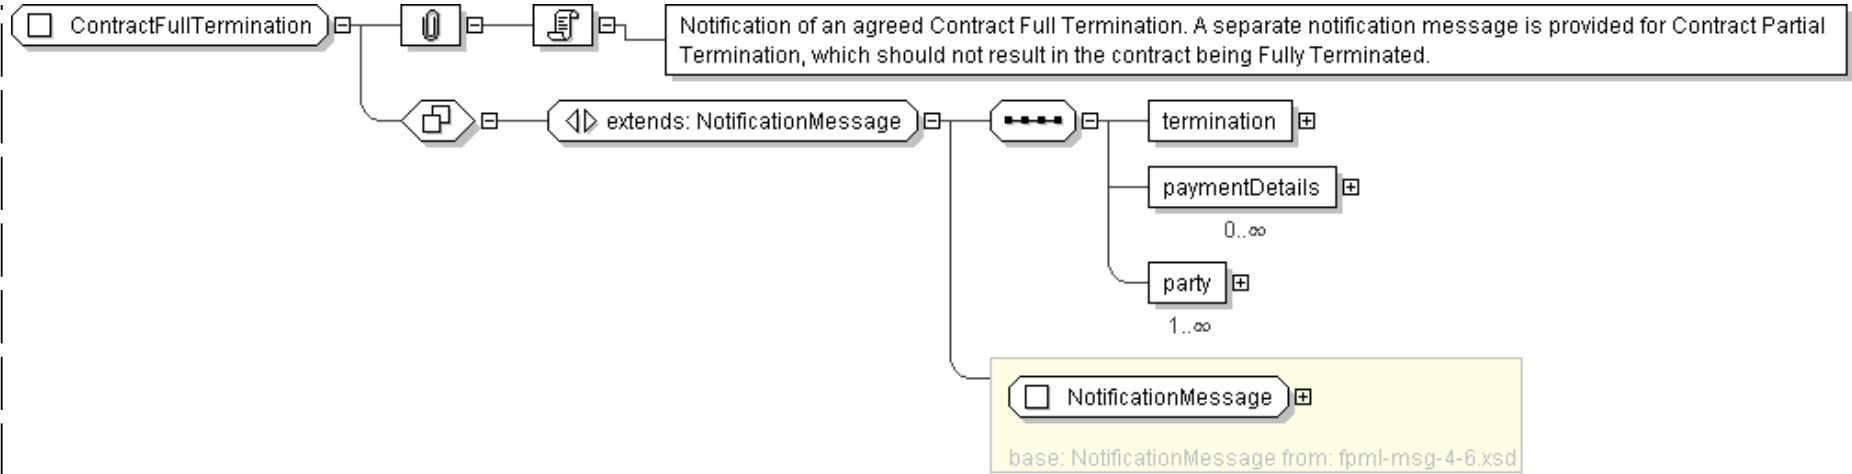 ContractFullTermination
Notification of an agreed Contract Full Termination. A separate notification message is provided for Contract Partial
Termination, which should not result in the contract being Fully Terminated.
extends: NotificationMessage
termination
paymentDetails
0..∞
party
1..∞
NotificationMessage
base: NotificationMessage from: fpml-msg-4-6.xsd